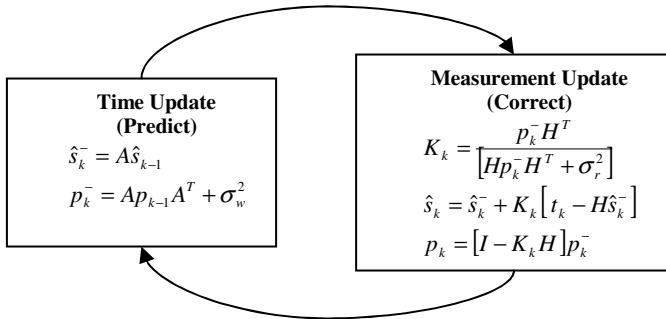 Time Update
(Predict)
ŝ_k^- = Aŝ_{k-1}
p_k^- = Ap_{k-1}A^T + σ_w^2
Measurement Update
(Correct)
K_k = p_k^- H^T / [Hp_k^- H^T + σ_r^2]
ŝ_k = ŝ_k^- + K_k[t_k - Hŝ_k^-]
p_k = [I - K_k H]p_k^-